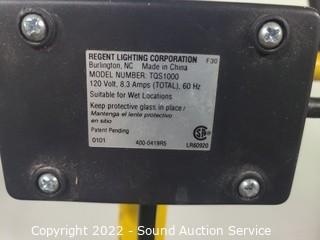 REGENT LIGHTING CORPORATION F30
Burlington, NC Made in China
MODEL NUMBER: TQS1000
120 Volt, 8.3 Amps (TOTAL), 60 Hz
Suitable for Wet Locations
Keep protective glass in place /
Mantenga el lente protectivo
en sitio
Patent Pending
0101 400-0419R5 LR60920
Copyright 2022 - Sound Auction Service